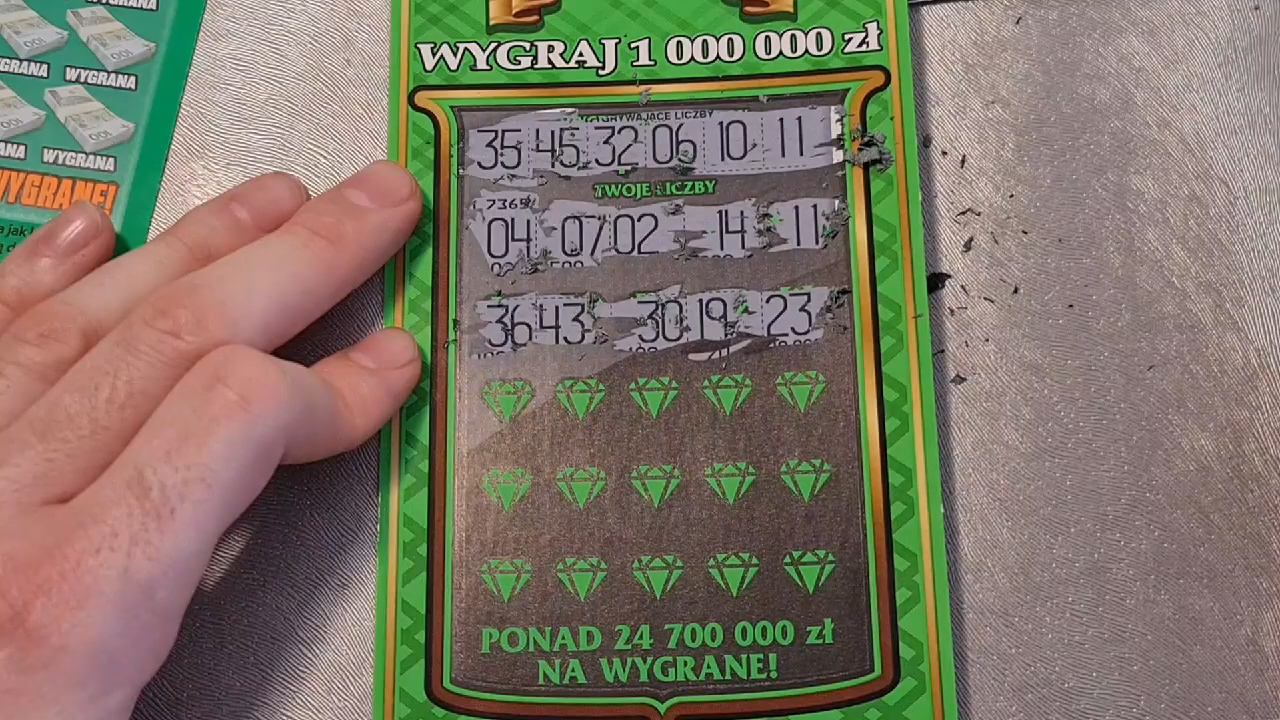 WYGRANA WYGRANA
WYGRANA
WYGRANE!
WYGRAJ 1 000 000 zł
LICZBY
35 45 32 06 10 11
TWOJE LICZBY
04 07 02 14 11
36 43 30 19 23
PONAD 24 700 000 zł
NA WYGRANE!